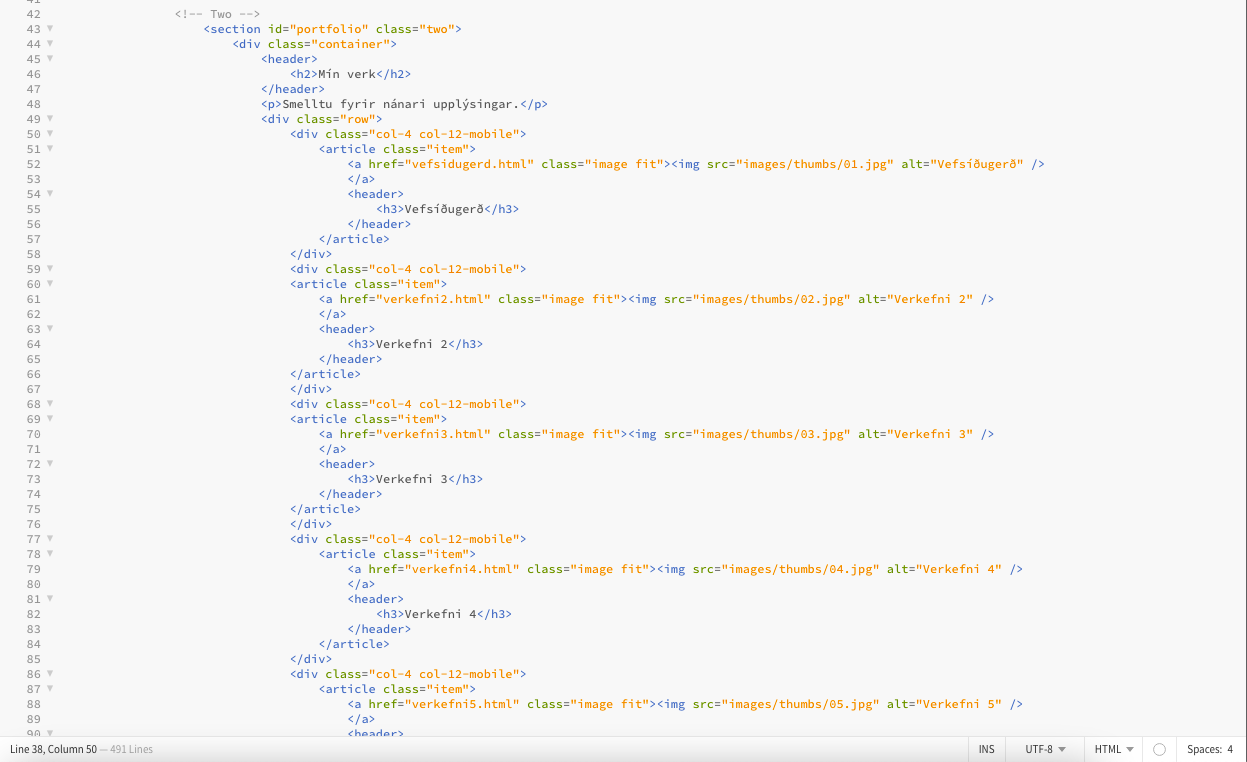 41
42 <!-- Two -->
43 <section id="portfolio" class="two">
44 <div class="container">
45 <header>
46 <h2>Mín verk</h2>
47 </header>
48 <p>Smelltu fyrir nánari upplýsingar.</p>
49 <div class="row">
50 <div class="col-4 col-12-mobile">
51 <article class="item">
52 <a href="vefsidugerd.html" class="image fit"><img src="images/thumbs/01.jpg" alt="Vefsíðugerð" />
53 </a>
54 <header>
55 <h3>Vefsíðugerð</h3>
56 </header>
57 </article>
58 </div>
59 <div class="col-4 col-12-mobile">
60 <article class="item">
61 <a href="verkefni2.html" class="image fit"><img src="images/thumbs/02.jpg" alt="Verkefni 2" />
62 </a>
63 <header>
64 <h3>Verkefni 2</h3>
65 </header>
66 </article>
67 </div>
68 <div class="col-4 col-12-mobile">
69 <article class="item">
70 <a href="verkefni3.html" class="image fit"><img src="images/thumbs/03.jpg" alt="Verkefni 3" />
71 </a>
72 <header>
73 <h3>Verkefni 3</h3>
74 </header>
75 </article>
76 </div>
77 <div class="col-4 col-12-mobile">
78 <article class="item">
79 <a href="verkefni4.html" class="image fit"><img src="images/thumbs/04.jpg" alt="Verkefni 4" />
80 </a>
81 <header>
82 <h3>Verkefni 4</h3>
83 </header>
84 </article>
85 </div>
86 <div class="col-4 col-12-mobile">
87 <article class="item">
88 <a href="verkefni5.html" class="image fit"><img src="images/thumbs/05.jpg" alt="Verkefni 5" />
89 </a>
90 <header>
Line 38, Column 50 — 491 Lines INS UTF-8 HTML Spaces: 4